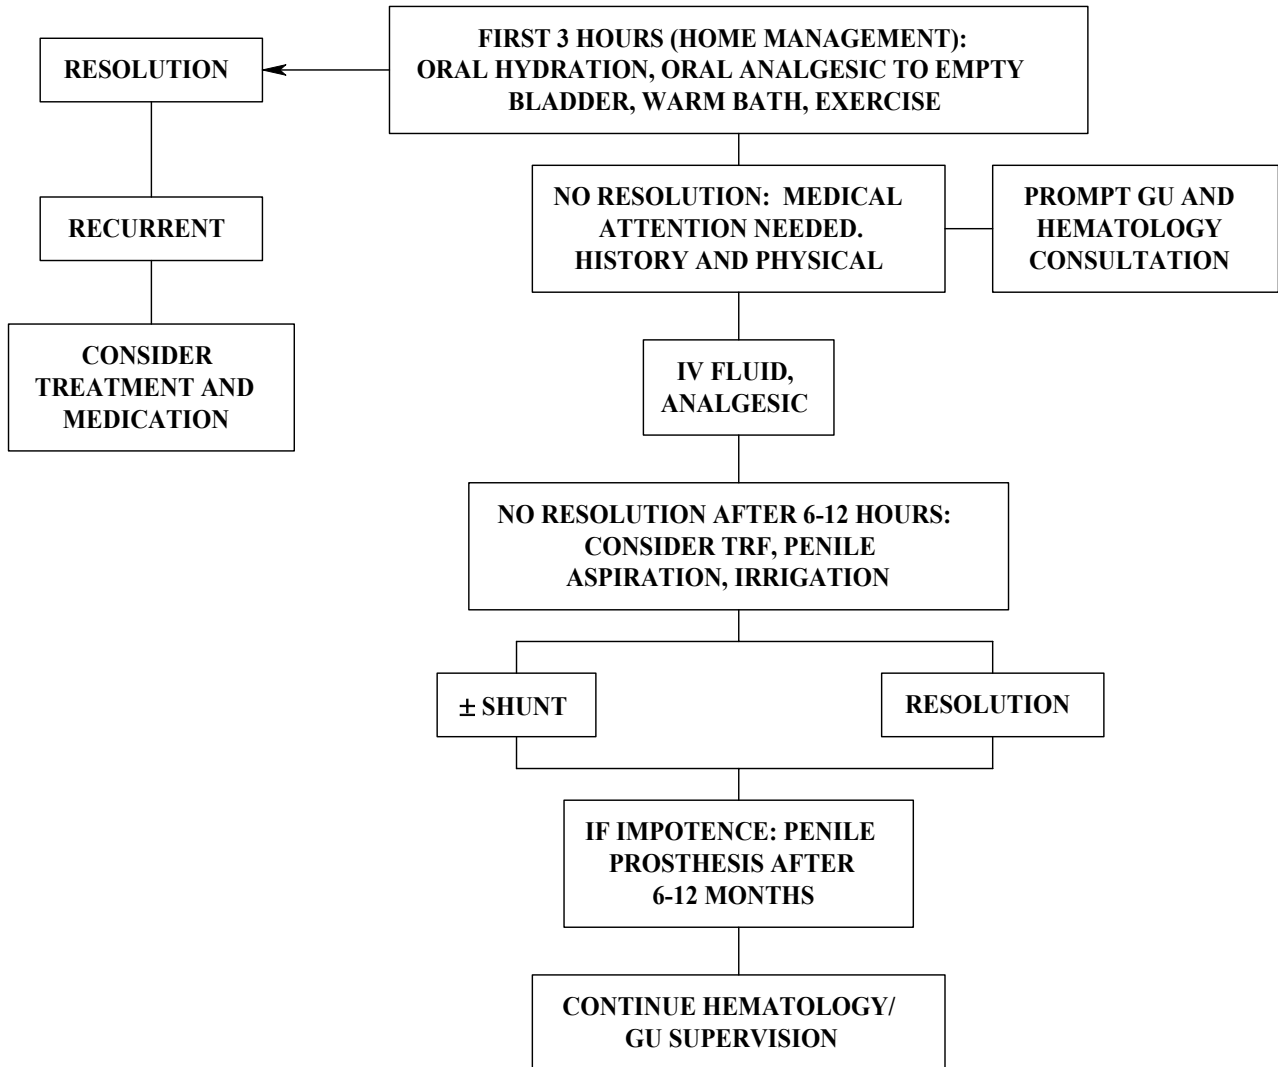 FIRST 3 HOURS (HOME MANAGEMENT):
ORAL HYDRATION, ORAL ANALGESIC TO EMPTY
BLADDER, WARM BATH, EXERCISE
RESOLUTION
RECURRENT
CONSIDER
TREATMENT AND
MEDICATION
NO RESOLUTION: MEDICAL
ATTENTION NEEDED.
HISTORY AND PHYSICAL
PROMPT GU AND
HEMATOLOGY
CONSULTATION
IV FLUID,
ANALGESIC
NO RESOLUTION AFTER 6-12 HOURS:
CONSIDER TRF, PENILE
ASPIRATION, IRRIGATION
± SHUNT
RESOLUTION
IF IMPOTENCE: PENILE
PROSTHESIS AFTER
6-12 MONTHS
CONTINUE HEMATOLOGY/
GU SUPERVISION